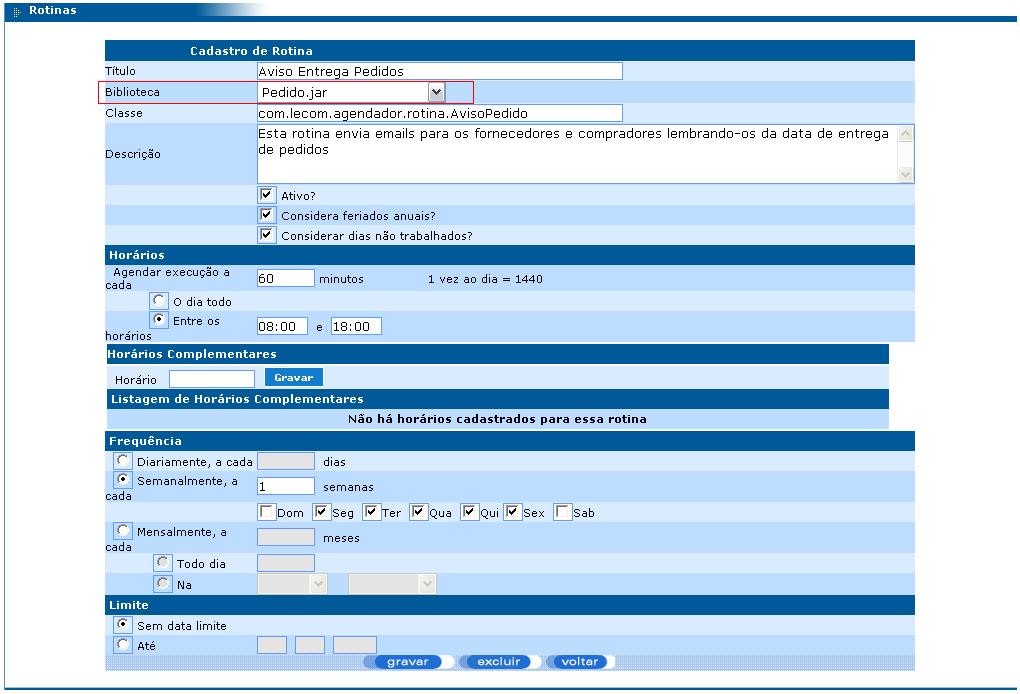 Rotinas
Cadastro de Rotina
Título Aviso Entrega Pedidos
Biblioteca Pedido.jar
Classe com.lecom.agendador.rotina.AvisoPedido
Descrição Esta rotina envia emails para os fornecedores e compradores lembrando-os da data de entrega
de pedidos
Ativo?
Considera feriados anuais?
Considerar dias não trabalhados?
Horários
Agendar execução a
cada 60 minutos 1 vez ao dia = 1440
O dia todo
Entre os
horários 08:00 e 18:00
Horários Complementares
Horário Gravar
Listagem de Horários Complementares
Não há horários cadastrados para essa rotina
Frequência
Diariamente, a cada dias
Semanalmente, a
cada 1 semanas
Dom Seg Ter Qua Qui Sex Sab
Mensalmente, a
cada meses
Todo dia
Na
Limite
Sem data limite
Até
gravar excluir voltar